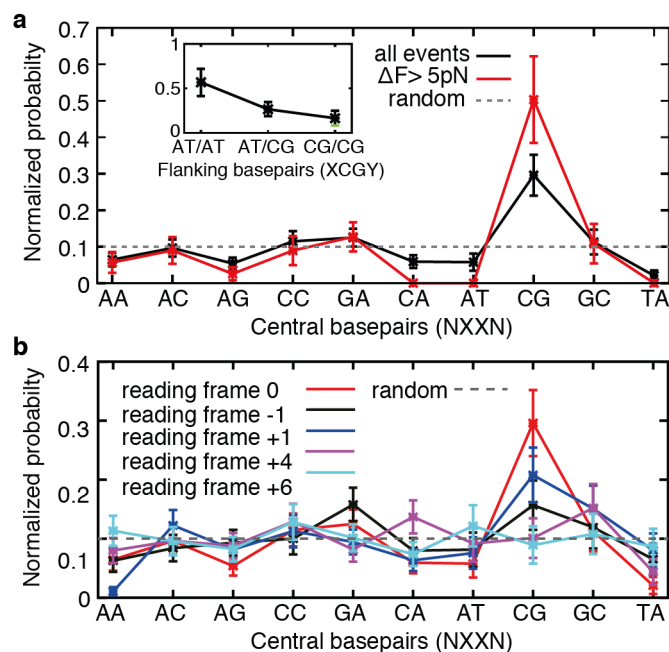 a
Normalized probabilty
0.7
0.6
0.5
0.4
0.3
0.2
0.1
0
1
0.5
0
AT/AT AT/CG CG/CG
Flanking basepairs (XCGY)
all events
ΔF> 5pN
random
AA AC AG CC GA CA AT CG GC TA
Central basepairs (NXXN)
b
Normalized probabilty
0.4
0.3
0.2
0.1
0
reading frame 0
reading frame -1
reading frame +1
reading frame +4
reading frame +6
random
AA AC AG CC GA CA AT CG GC TA
Central basepairs (NXXN)